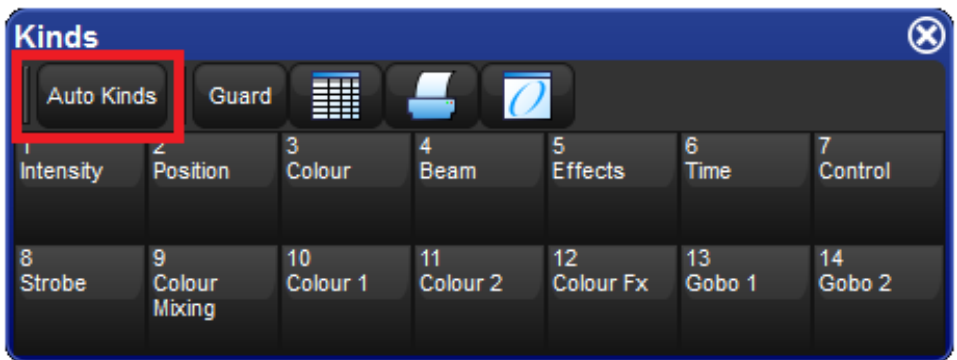 Kinds
Auto Kinds
Guard
1
Intensity
2
Position
3
Colour
4
Beam
5
Effects
6
Time
7
Control
8
Strobe
9
Colour
Mixing
10
Colour 1
11
Colour 2
12
Colour Fx
13
Gobo 1
14
Gobo 2